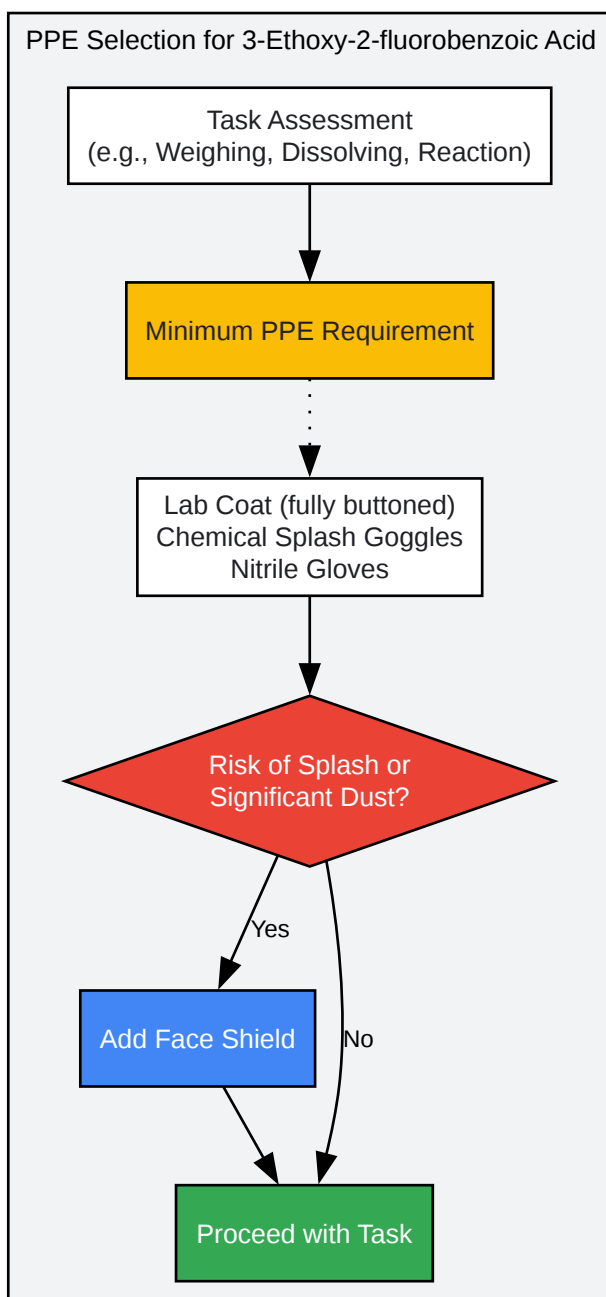 PPE Selection for 3-Ethoxy-2-fluorobenzoic Acid
Task Assessment
(e.g., Weighing, Dissolving, Reaction)
Minimum PPE Requirement
Lab Coat (fully buttoned)
Chemical Splash Goggles
Nitrile Gloves
Risk of Splash or
Significant Dust?
Yes
Add Face Shield
No
Proceed with Task